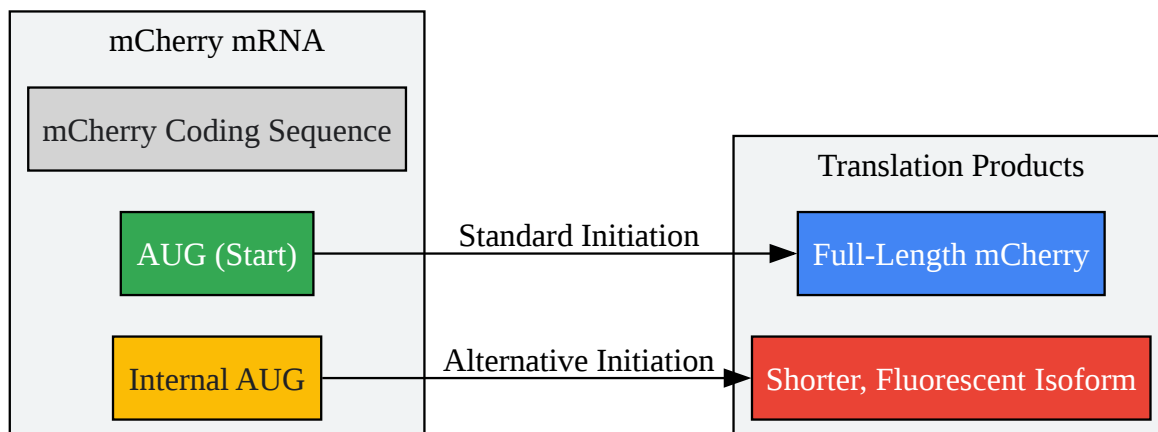 mCherry mRNA
mCherry Coding Sequence
AUG (Start)
Internal AUG
Standard Initiation
Alternative Initiation
Translation Products
Full-Length mCherry
Shorter, Fluorescent Isoform